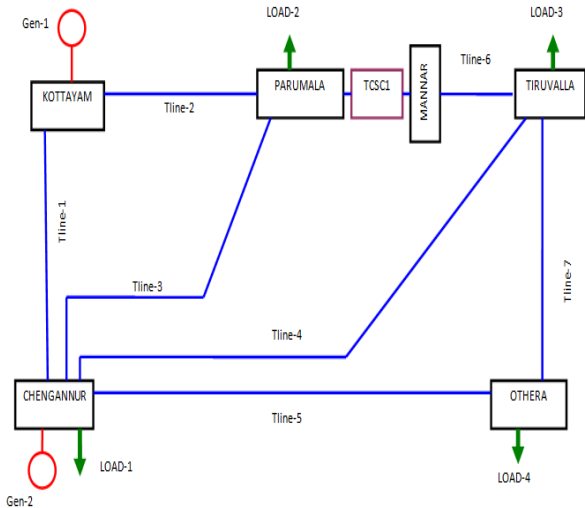 Gen-1
LOAD-2
LOAD-3
KOTTAYAM
Tline-2
PARUMALA
TCSC1
MANNAR
Tline-6
TIRUVALLA
Tline-1
Tline-3
Tline-4
Tline-7
CHENGANNUR
Tline-5
OTHERA
LOAD-1
LOAD-4
Gen-2